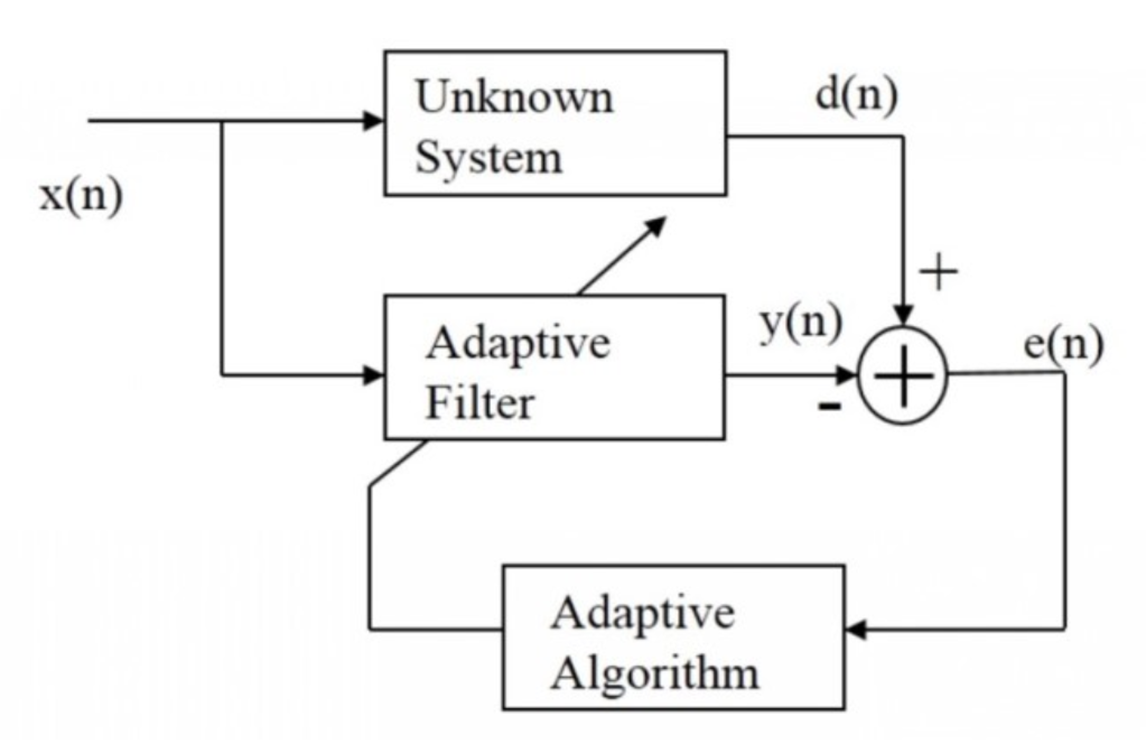 Unknown
System
d(n)
x(n)
+
Adaptive
Filter
y(n)
-
+
e(n)
Adaptive
Algorithm